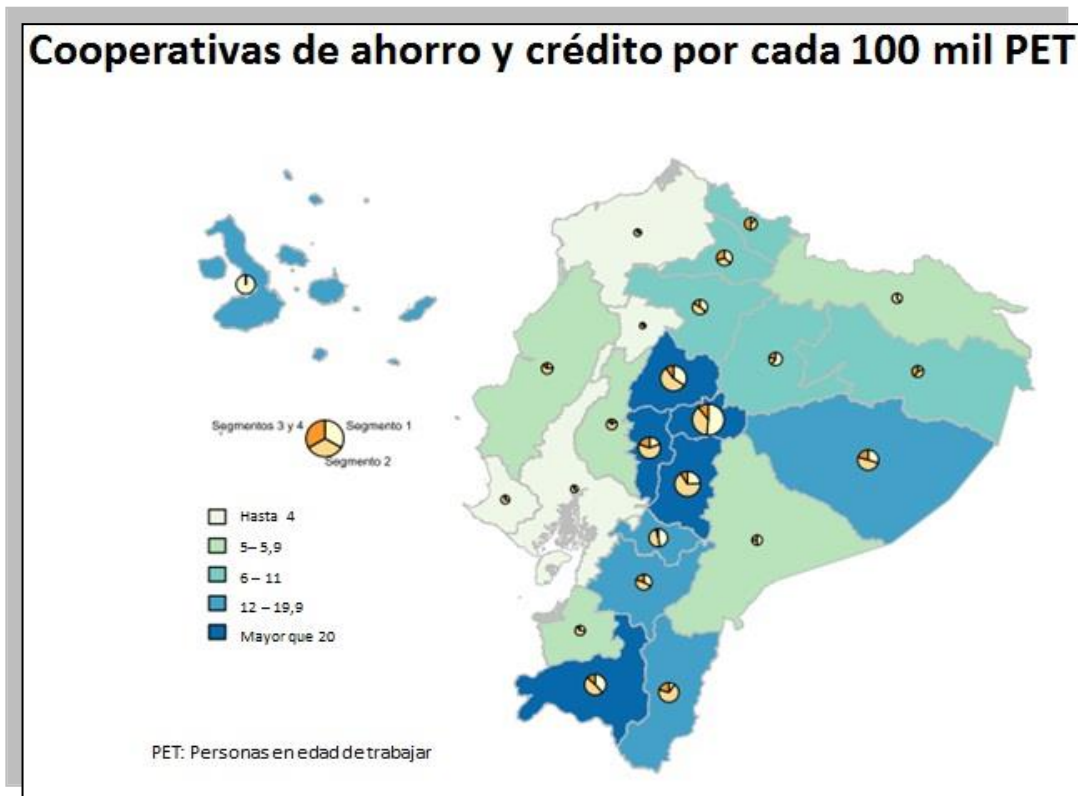 Cooperativas de ahorro y crédito por cada 100 mil PET
Segmentos 3 y 4
Segmento 1
Segmento 2
Hasta 4
5– 5,9
6 – 11
12 – 19,9
Mayor que 20
PET: Personas en edad de trabajar